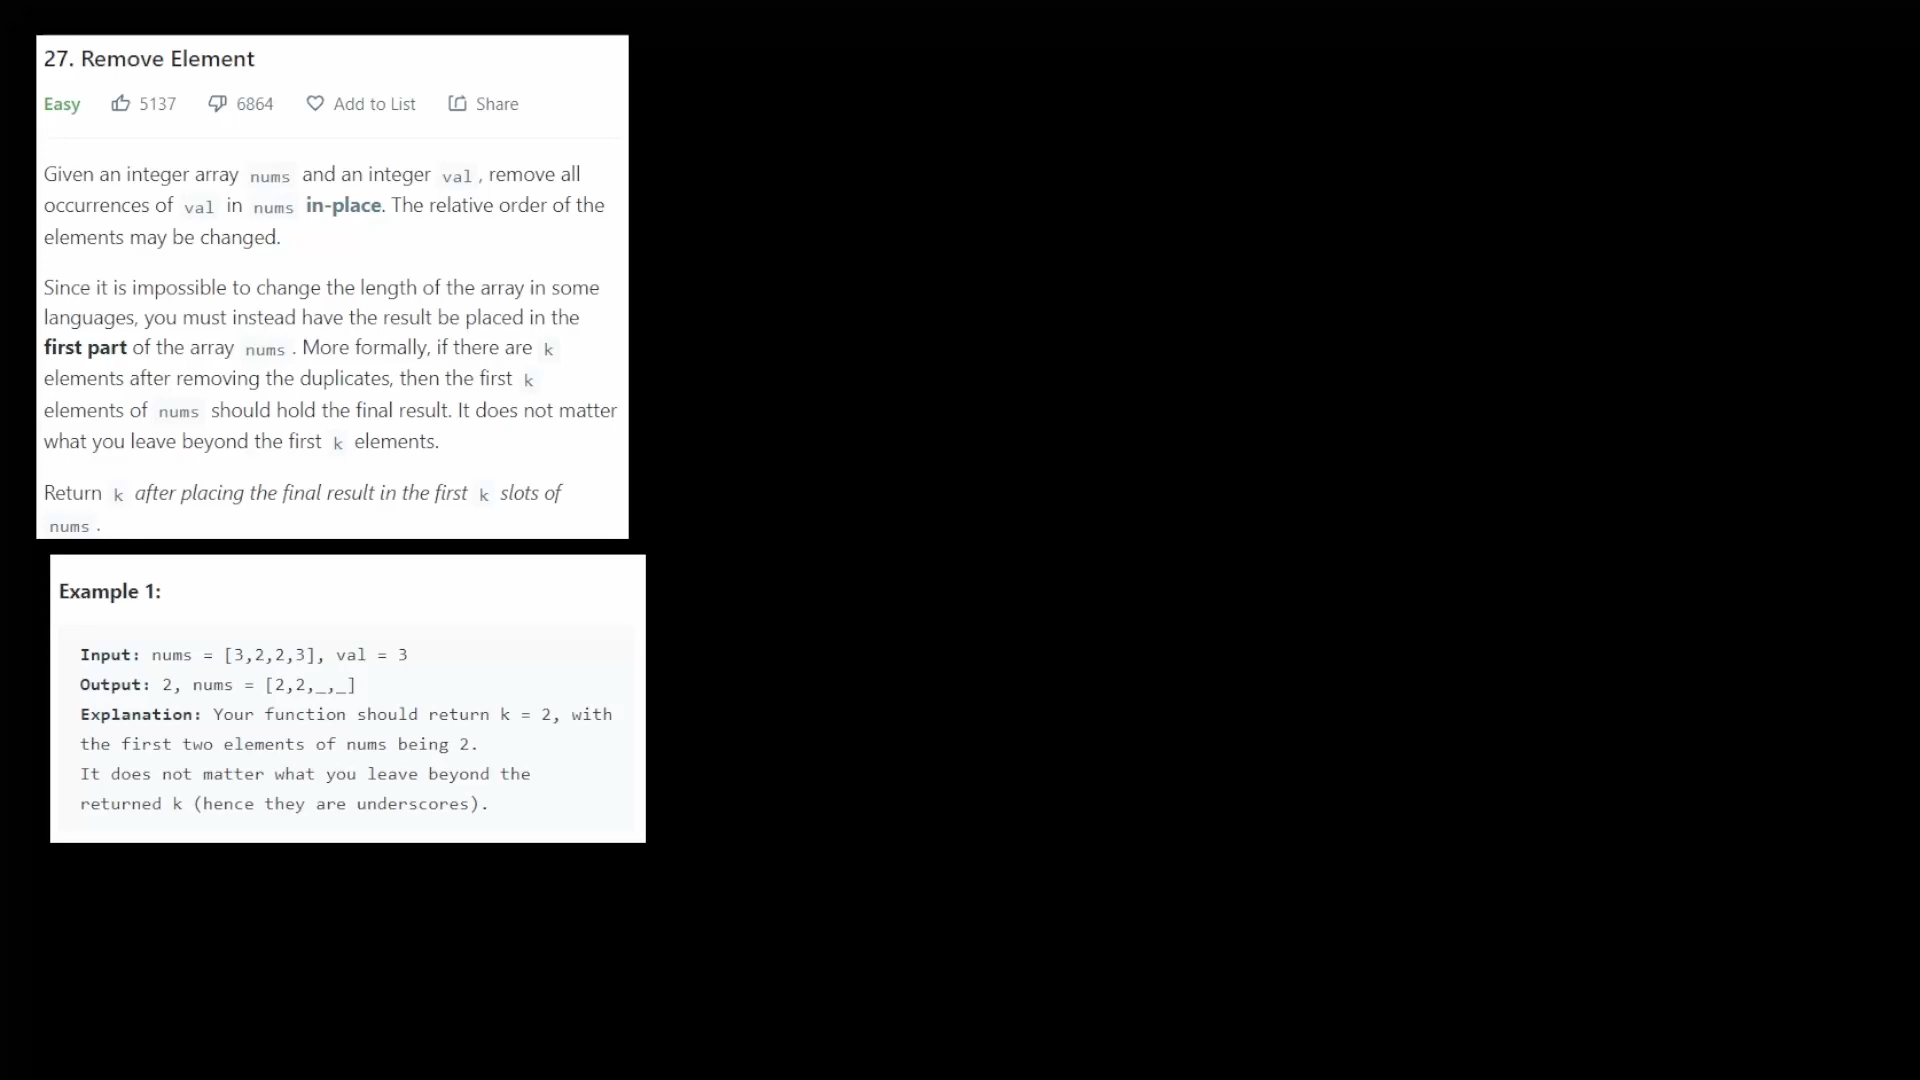 27. Remove Element
Easy 5137 6864 Add to List Share
Given an integer array nums and an integer val, remove all
occurrences of val in nums in-place. The relative order of the
elements may be changed.
Since it is impossible to change the length of the array in some
languages, you must instead have the result be placed in the
first part of the array nums. More formally, if there are k
elements after removing the duplicates, then the first k
elements of nums should hold the final result. It does not matter
what you leave beyond the first k elements.
Return k after placing the final result in the first k slots of
nums.
Example 1:
Input: nums = [3,2,2,3], val = 3
Output: 2, nums = [2,2,_,_]
Explanation: Your function should return k = 2, with
the first two elements of nums being 2.
It does not matter what you leave beyond the
returned k (hence they are underscores).